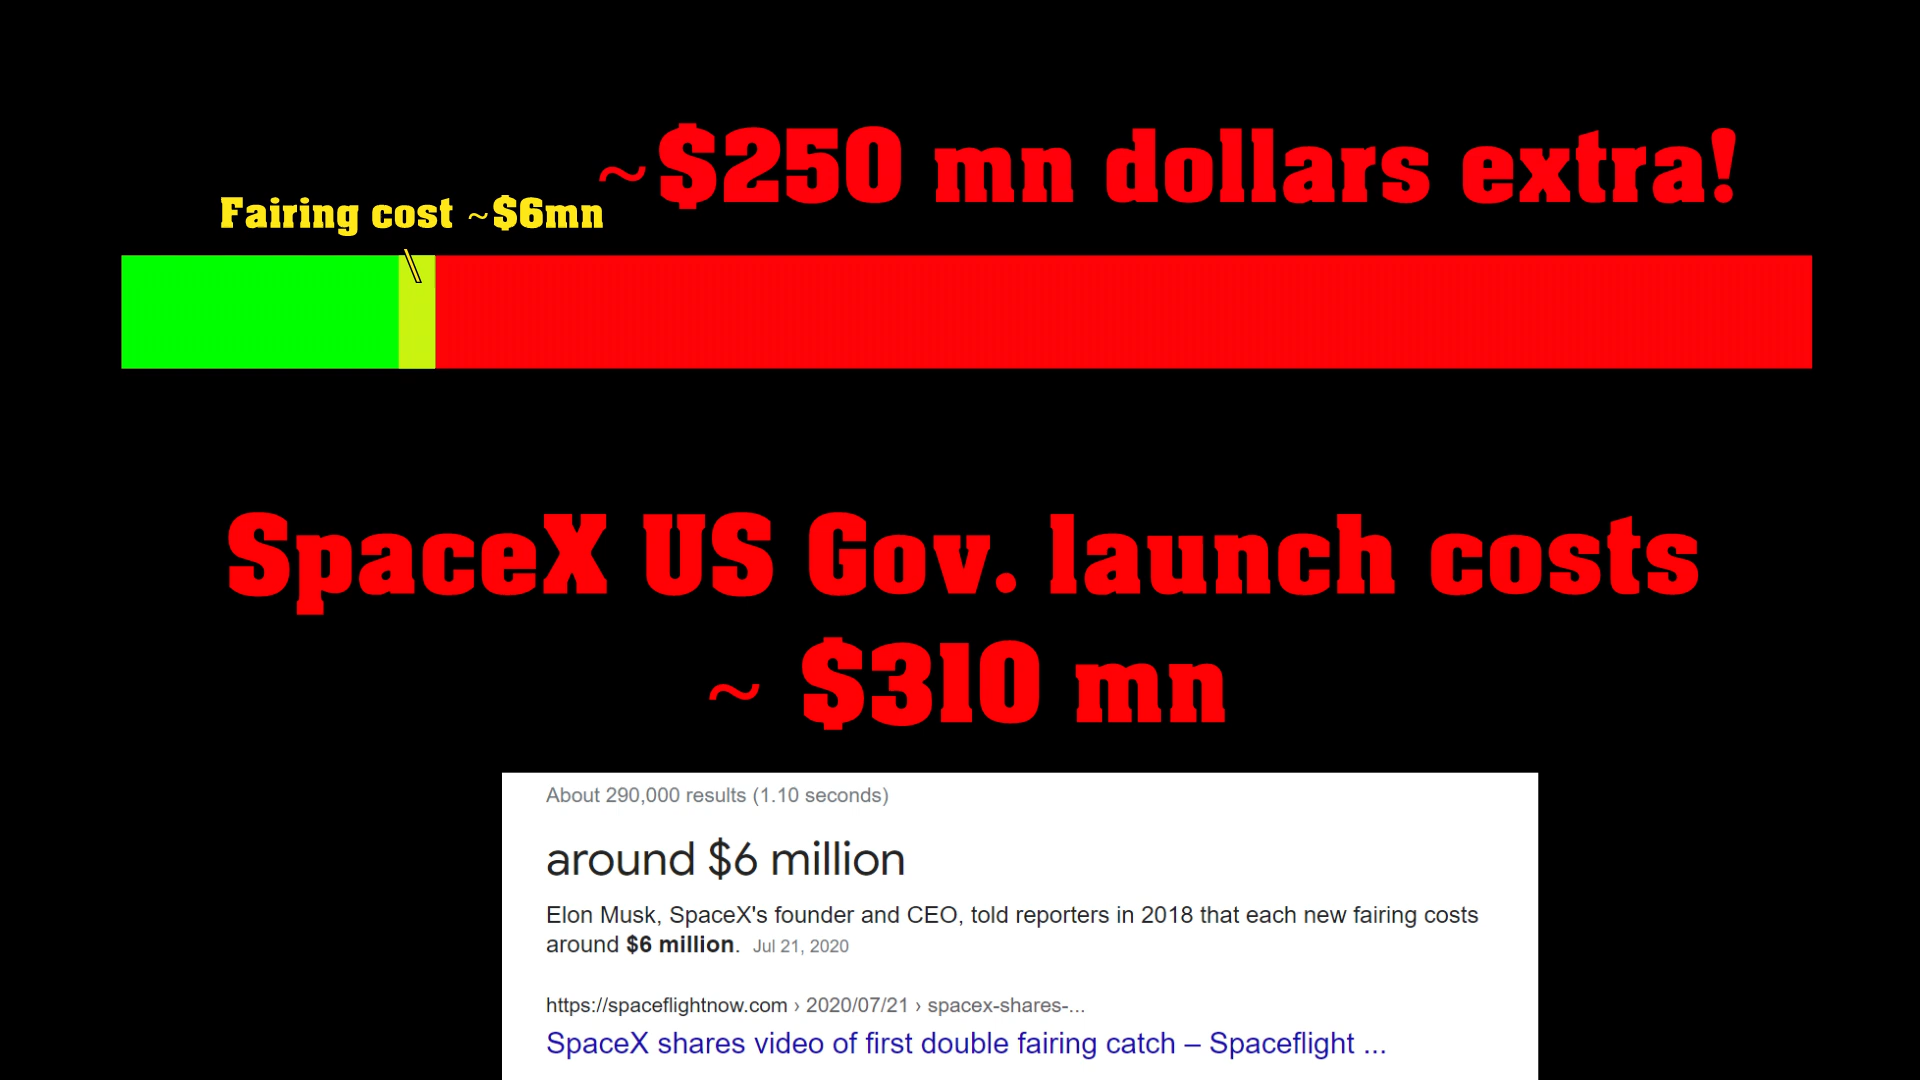 ~$250 mn dollars extra!
Fairing cost ~$6mn
SpaceX US Gov. launch costs
~ $310 mn
About 290,000 results (1.10 seconds)
around $6 million
Elon Musk, SpaceX's founder and CEO, told reporters in 2018 that each new fairing costs
around $6 million. Jul 21, 2020
https://spaceflightnow.com › 2020/07/21 › spacex-shares-...
SpaceX shares video of first double fairing catch – Spaceflight ...